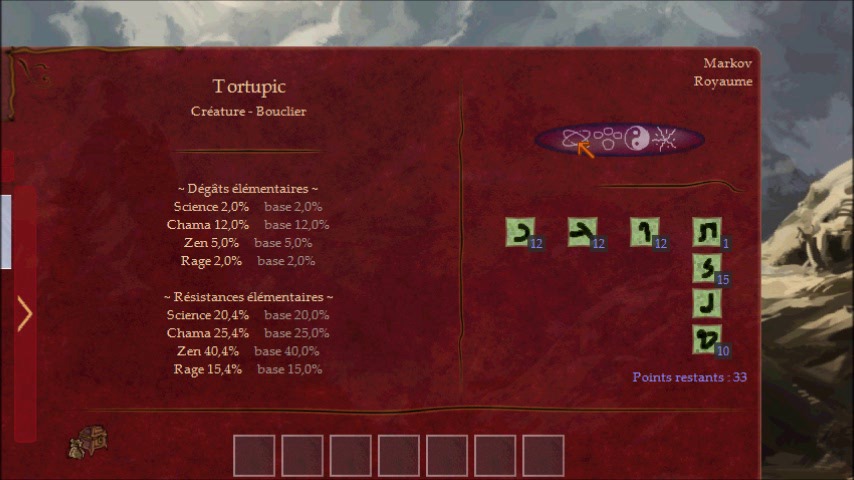 Markov
Royaume
Tortupic
Créature - Bouclier
~ Dégâts élémentaires ~
Science 2,0% base 2,0%
Chama 12,0% base 12,0%
Zen 5,0% base 5,0%
Rage 2,0% base 2,0%
~ Résistances élémentaires ~
Science 20,4% base 20,0%
Chama 25,4% base 25,0%
Zen 40,4% base 40,0%
Rage 15,4% base 15,0%
12 12 12 1
15
10
Points restants : 33